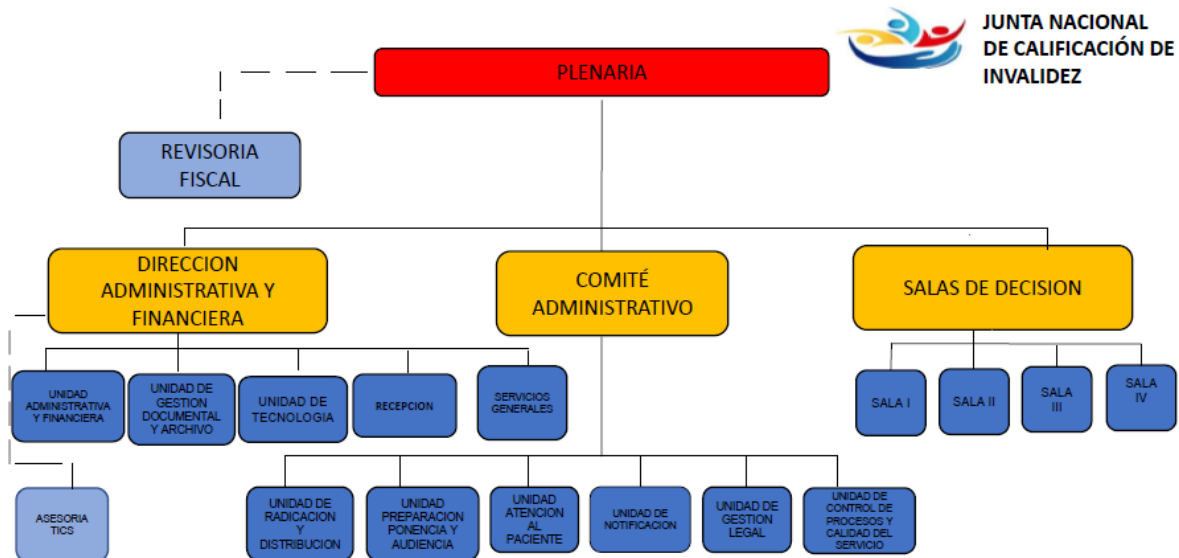 JUNTA NACIONAL
DE CALIFICACIÓN DE
INVALIDEZ
PLENARIA
REVISORIA
FISCAL
DIRECCION
ADMINISTRATIVA Y
FINANCIERA
COMITÉ
ADMINISTRATIVO
SALAS DE DECISION
UNIDAD
ADMINISTRATIVA
Y FINANCIERA
UNIDAD DE
GESTION
DOCUMENTAL
Y ARCHIVO
UNIDAD DE
TECNOLOGIA
RECEPCION
SERVICIOS
GENERALES
SALA I
SALA II
SALA
III
SALA
IV
ASESORIA
TICS
UNIDAD DE
RADICACION
Y
DISTRIBUCION
UNIDAD
PREPARACION
PONENCIA Y
AUDIENCIA
UNIDAD
ATENCION
AL
PACIENTE
UNIDAD DE
NOTIFICACION
UNIDAD DE
GESTION
LEGAL
UNIDAD DE
CONTROL DE
PROCESOS Y
CALIDAD DEL
SERVICIO